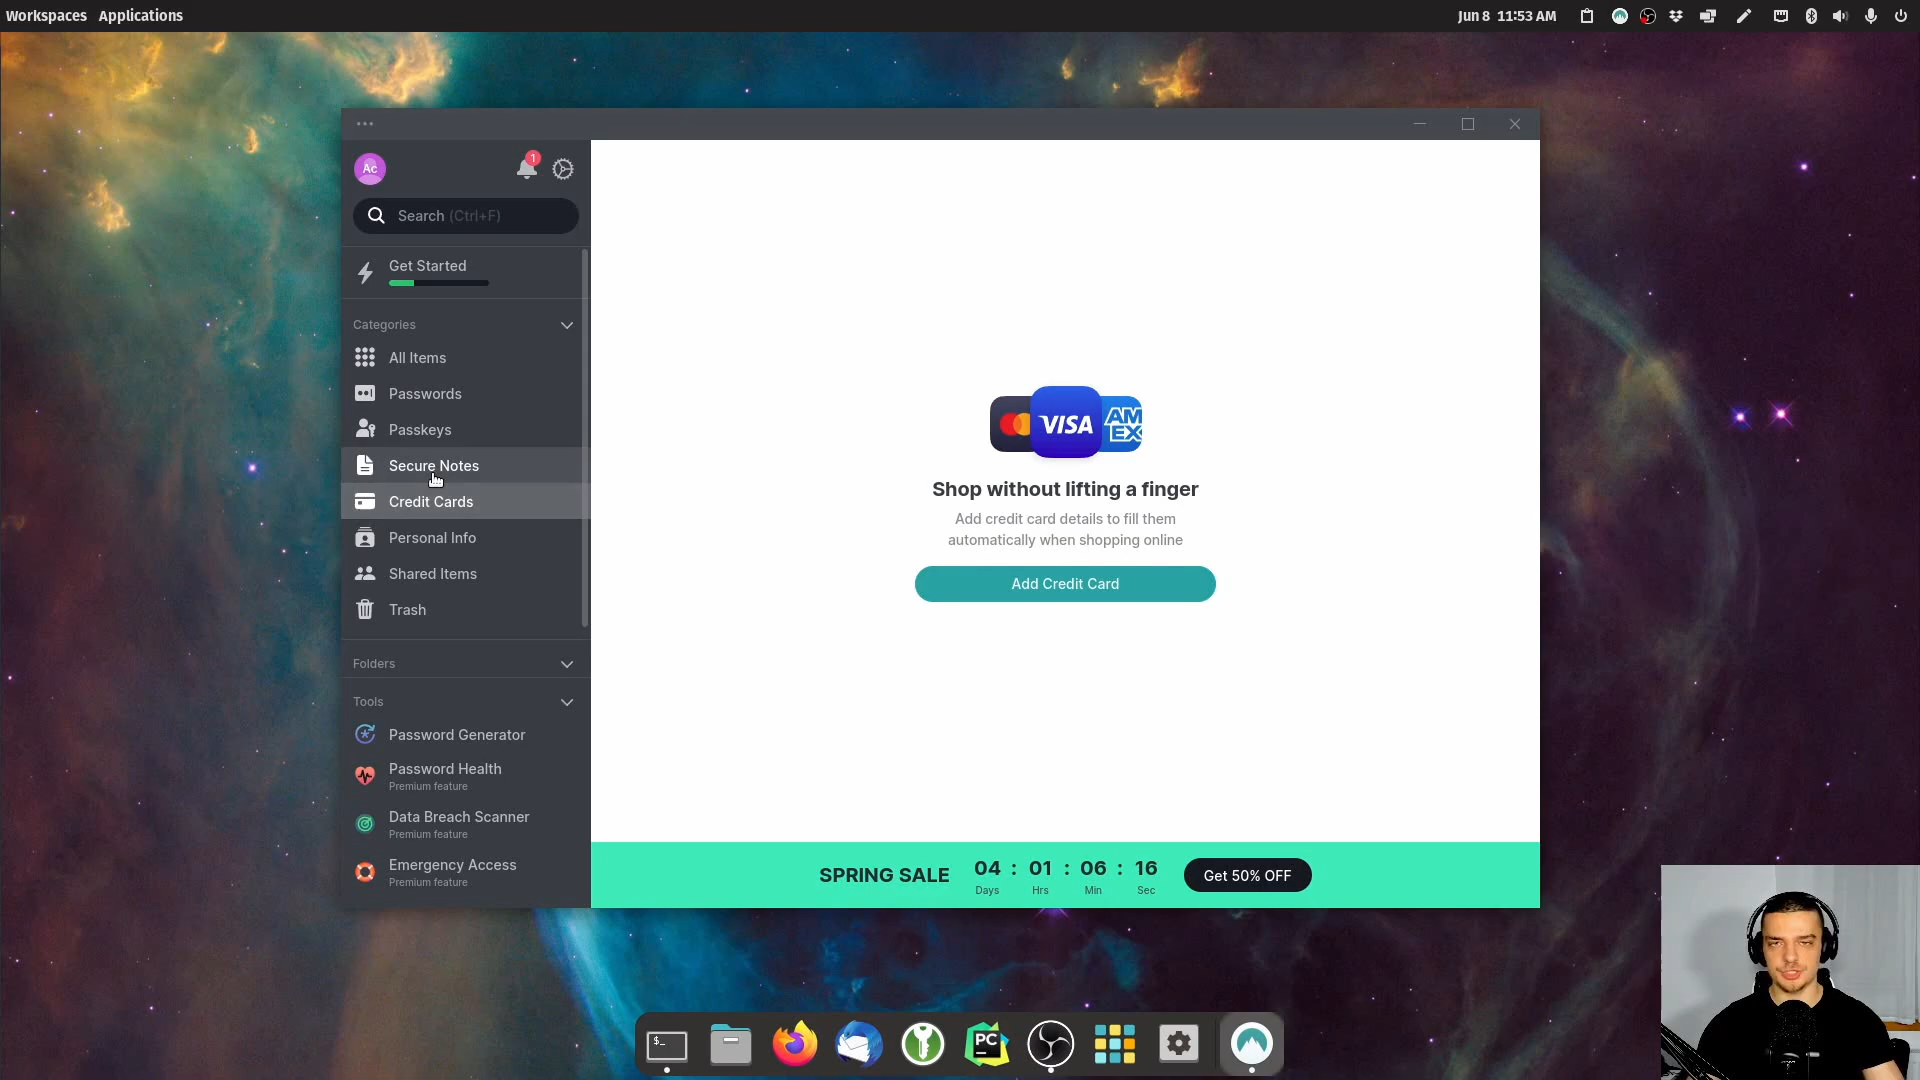 Workspaces Applications
Jun 8 11:53 AM
Ac
1
Search (Ctrl+F)
Get Started
Categories
All Items
Passwords
Passkeys
Secure Notes
Credit Cards
Personal Info
Shared Items
Trash
Folders
Tools
Password Generator
Password Health
Premium feature
Data Breach Scanner
Premium feature
Emergency Access
Premium feature
VISA
AM
EX
Shop without lifting a finger
Add credit card details to fill them
automatically when shopping online
Add Credit Card
SPRING SALE
04 : 01 : 06 : 16
Days Hrs Min Sec
Get 50% OFF
$_
PC